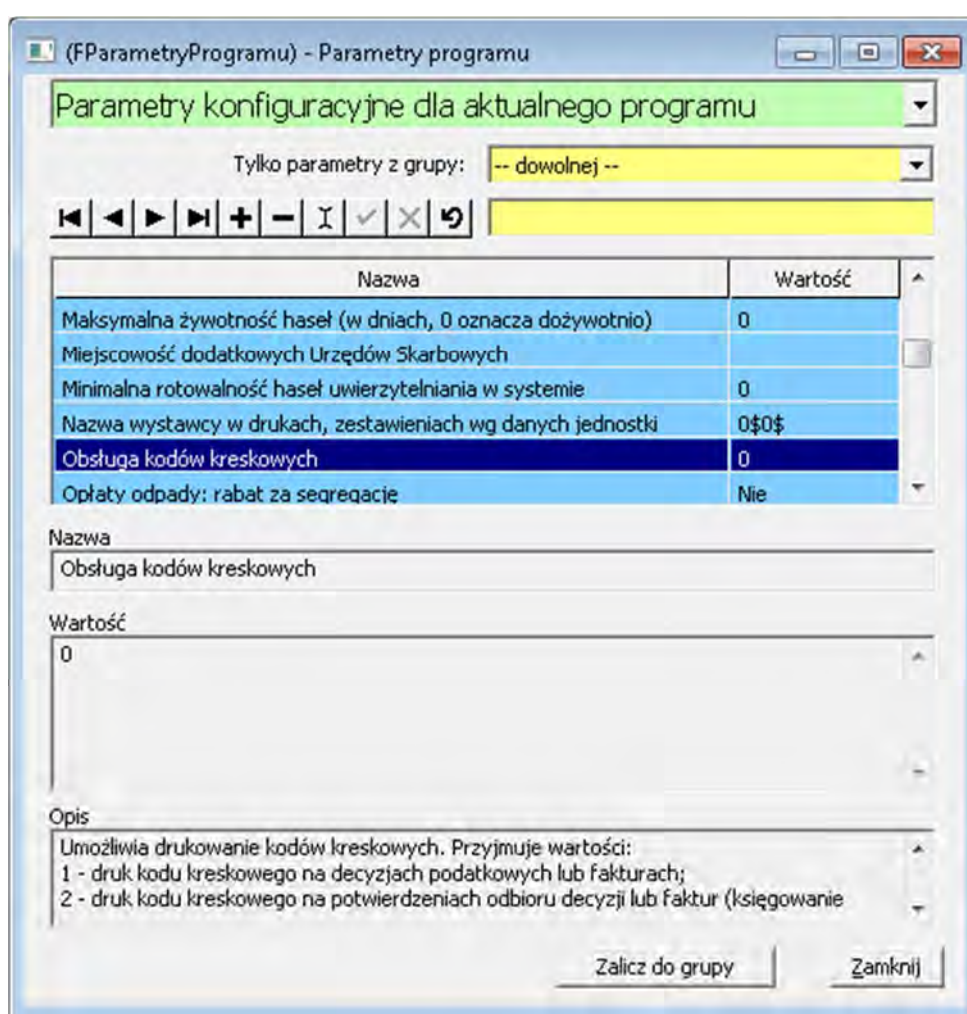 (FParametryProgramu) - Parametry programu
Parametry konfiguracyjne dla aktualnego programu
Tylko parametry z grupy: -- dowolnej --
Nazwa Wartość
Maksymalna żywotność haseł (w dniach, 0 oznacza dożywotnio) 0
Miejscowość dodatkowych Urzędów Skarbowych
Minimalna rotowalność haseł uwierzytelniania w systemie 0
Nazwa wystawcy w drukach, zestawieniach wg danych jednostki 0$0$
Obsługa kodów kreskowych 0
Opłaty odpady: rabat za segregację Nie
Nazwa
Obsługa kodów kreskowych
Wartość
0
Opis
Umożliwia drukowanie kodów kreskowych. Przyjmuje wartości:
1 - druk kodu kreskowego na decyzjach podatkowych lub fakturach;
2 - druk kodu kreskowego na potwierdzeniach odbioru decyzji lub faktur (księgowanie
Zalicz do grupy Zamknij